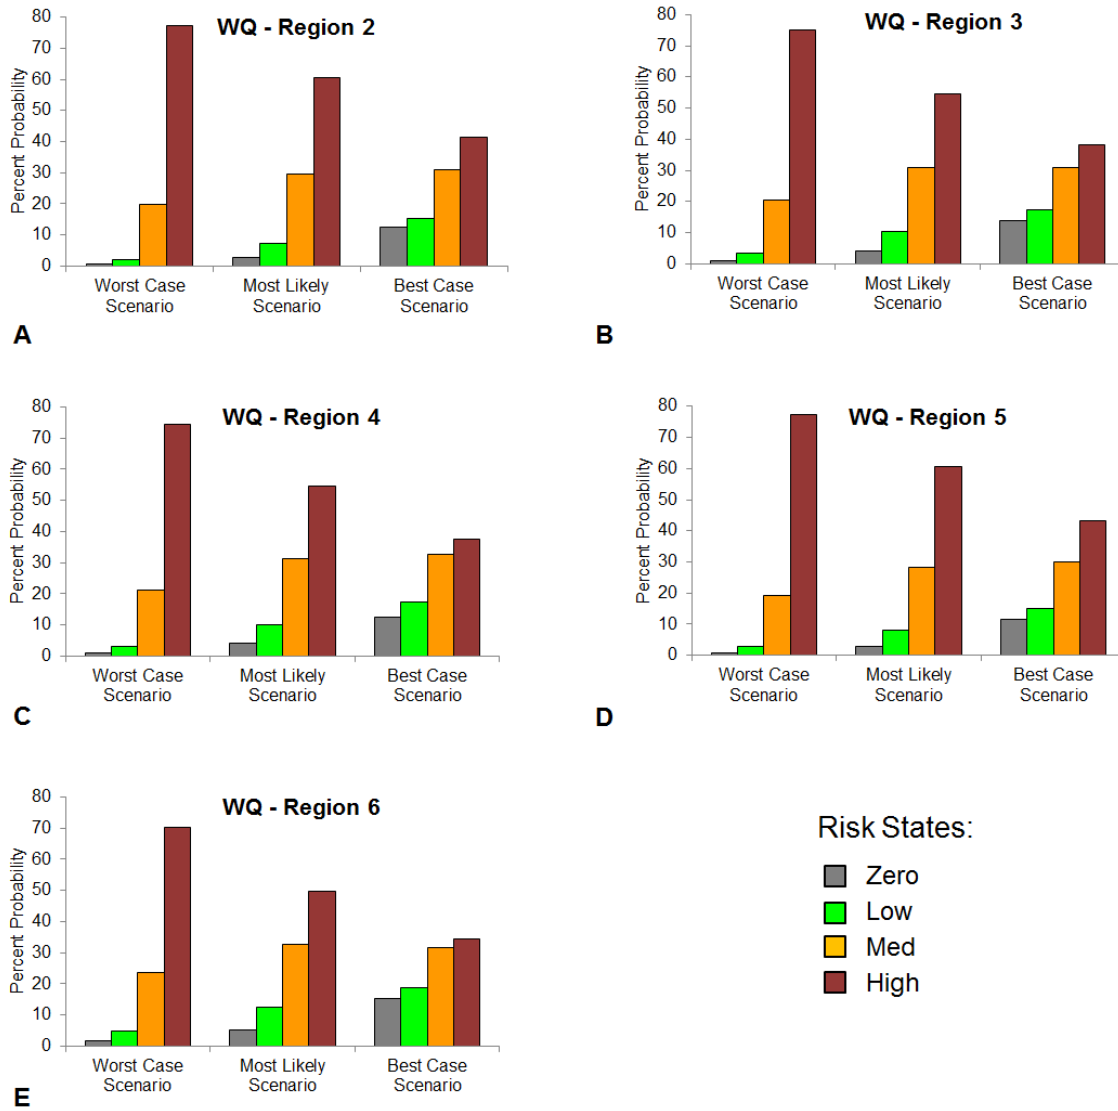 WQ - Region 2
Percent Probability
80
70
60
50
40
30
20
10
0
Worst Case
Scenario
Most Likely
Scenario
Best Case
Scenario
A
WQ - Region 3
Percent Probability
80
70
60
50
40
30
20
10
0
Worst Case
Scenario
Most Likely
Scenario
Best Case
Scenario
B
WQ - Region 4
Percent Probability
80
70
60
50
40
30
20
10
0
Worst Case
Scenario
Most Likely
Scenario
Best Case
Scenario
C
WQ - Region 5
Percent Probability
80
70
60
50
40
30
20
10
0
Worst Case
Scenario
Most Likely
Scenario
Best Case
Scenario
D
WQ - Region 6
Percent Probability
80
70
60
50
40
30
20
10
0
Worst Case
Scenario
Most Likely
Scenario
Best Case
Scenario
E
Risk States:
Zero
Low
Med
High